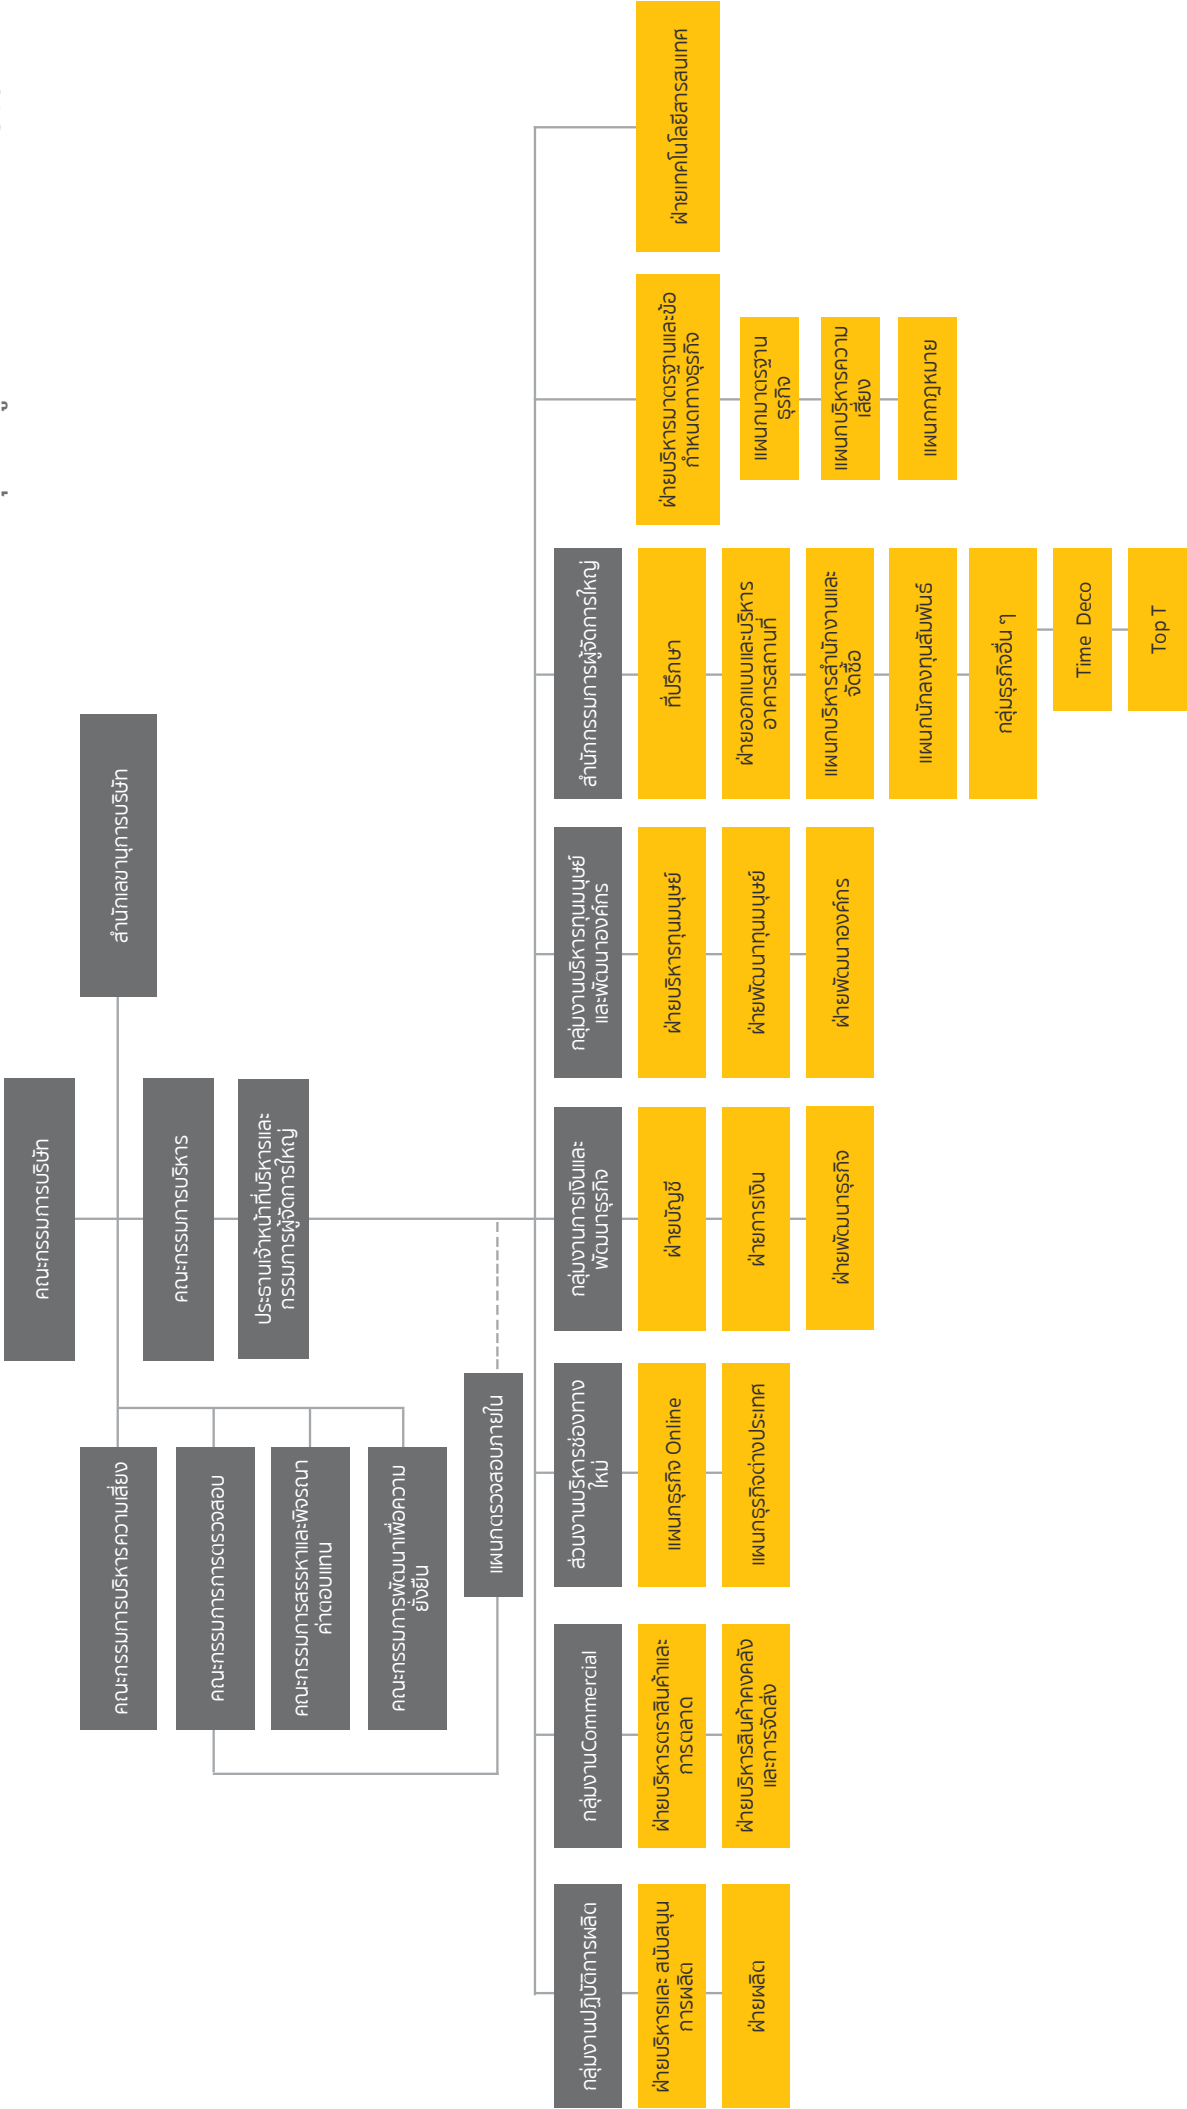 คณะกรรมการบริษัท
สำนักเลขานุการบริษัท
คณะกรรมการบริหาร
ประธานเจ้าหน้าที่บริหารและ
กรรมการผู้จัดการใหญ่
คณะกรรมการบริหารความเสี่ยง
คณะกรรมการการตรวจสอบ
คณะกรรมการสรรหาและพิจรณา
ค่าตอบแทน
คณะกรรมการพัฒนาเพื่อความ
ยั่งยืน
แผนกตรวจสอบภายใน
กลุ่มงานปฏิบัติการผลิต
ฝ่ายบริหารและ สนับสนุน
การผลิต
ฝ่ายผลิต
กลุ่มงานCommercial
ฝ่ายบริหารตราสินค้าและ
การตลาด
ฝ่ายบริหารสินค้าคงคลัง
และการจัดส่ง
ส่วนงานบริหารช่องทาง
ใหม่
แผนกธุรกิจ Online
แผนกธุรกิจต่างประเทศ
กลุ่มงานการเงินและ
พัฒนาธุรกิจ
ฝ่ายบัญชี
ฝ่ายการเงิน
ฝ่ายพัฒนาธุรกิจ
กลุ่มงานบริหารทุนมนุษย์
และพัฒนาองค์กร
ฝ่ายบริหารทุนมนุษย์
ฝ่ายพัฒนาทุนมนุษย์
ฝ่ายพัฒนาองค์กร
สำนักกรรมการผู้จัดการใหญ่
ที่ปรึกษา
ฝ่ายออกแบบและบริหาร
อาคารสถานที่
แผนกบริหารสำนักงานและ
จัดซื้อ
แผนกนักลงทุนสัมพันธ์
กลุ่มธุรกิจอื่น ๆ
Time Deco
Top T
ฝ่ายบริหารมาตรฐานและข้อ
กำหนดทางธุรกิจ
แผนกมาตรฐาน
ธุรกิจ
แผนกบริหารความ
เสี่ยง
แผนกกฎหมาย
ฝ่ายเทคโนโลยีสารสนเทศ